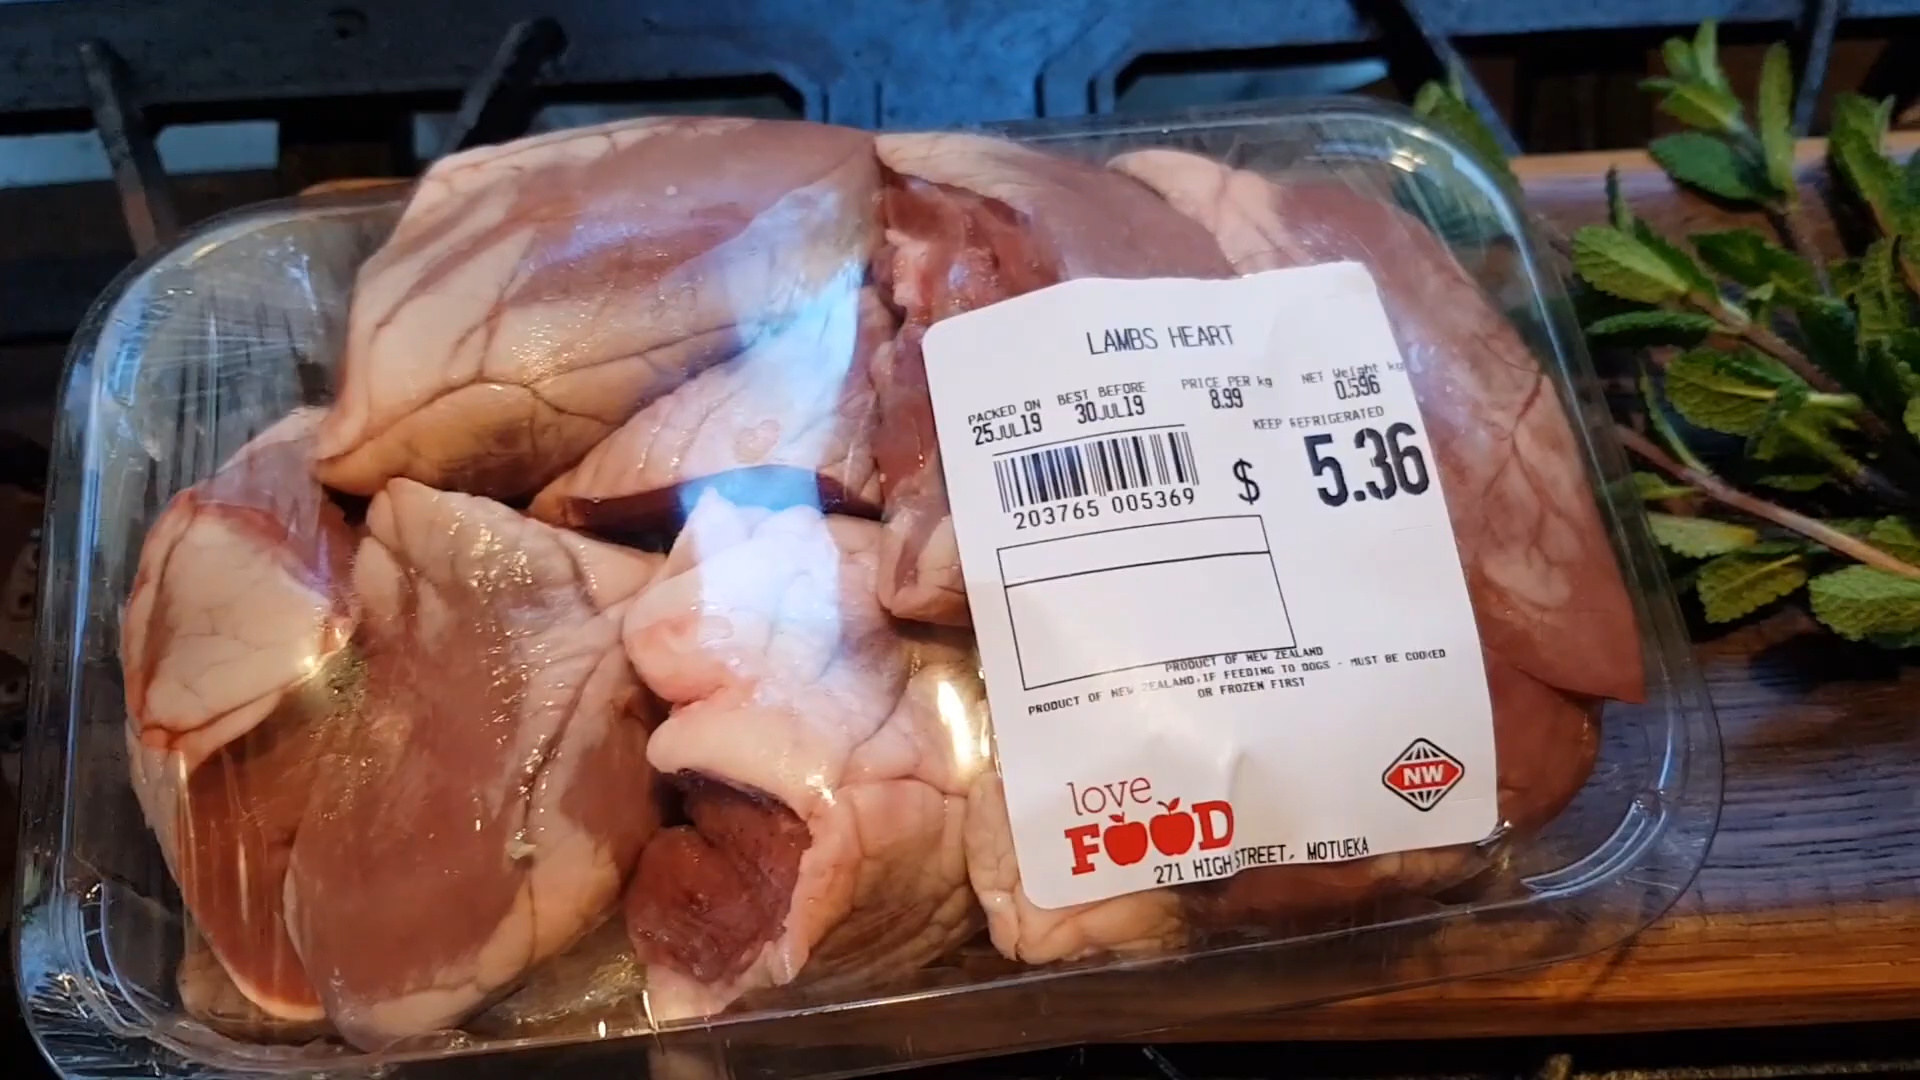 LAMBS HEART
PACKED ON BEST BEFORE PRICE PER kg NET Weight kg
25JUL19 30JUL19 8.99 0.596
KEEP REFRIGERATED
$ 5.36
203765 005369
PRODUCT OF NEW ZEALAND
PRODUCT OF NEW ZEALAND.IF FEEDING TO DOGS - MUST BE COOKED
OR FROZEN FIRST
love
FOOD
NW
271 HIGH STREET, MOTUEKA